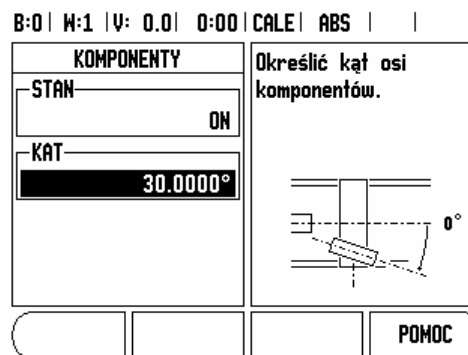 B:0 | W:1 | V: 0.0 | 0:00 | CALE | ABS | |
KOMPONENTY
STAN
ON
KAT
30.0000°
Określić kąt osi
komponentów.
0°
POMOC